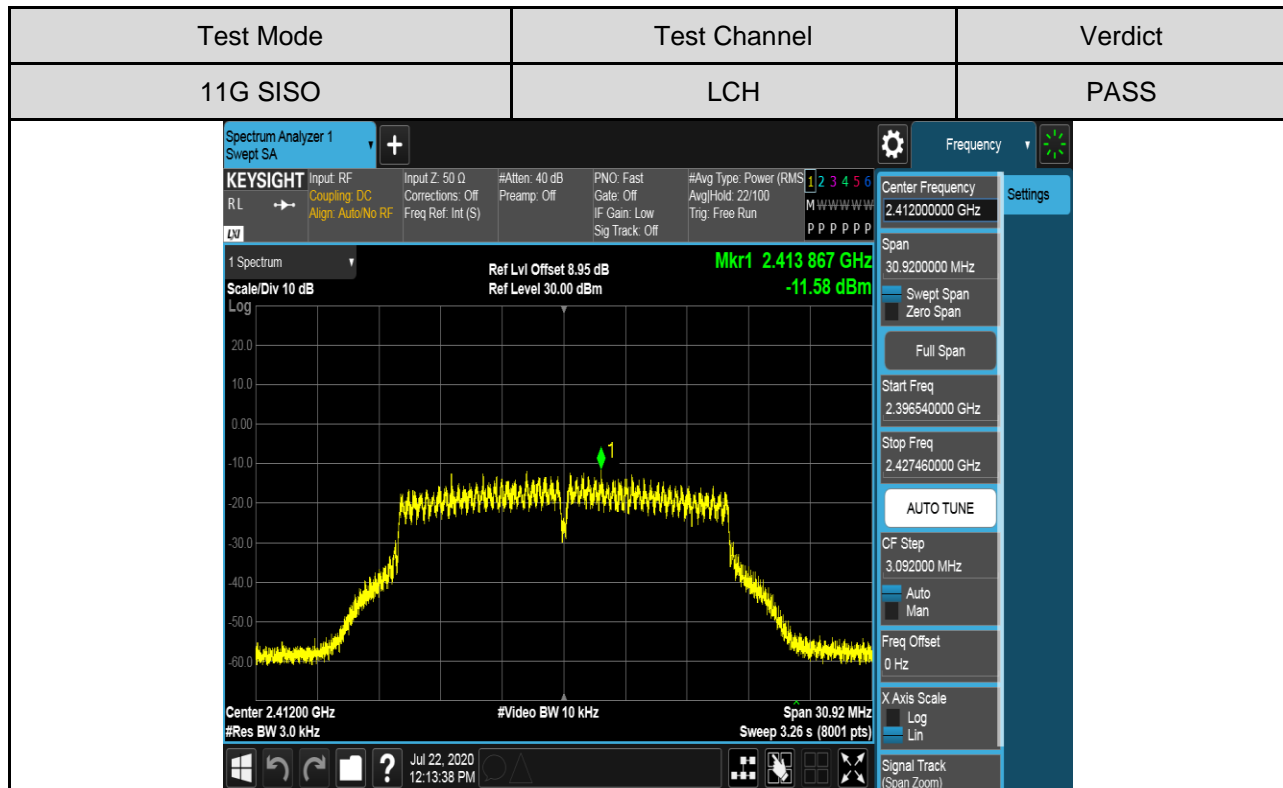 Test Mode Test Channel Verdict
11G SISO LCH PASS
Spectrum Analyzer 1
Swept SA
+
Frequency
KEYSIGHT Input: RF Input Z: 50 Ω #Atten: 40 dB PNO: Fast #Avg Type: Power (RMS 1 2 3 4 5 6
RL Coupling: DC Corrections: Off Preamp: Off Gate: Off Avg|Hold: 22/100 M W W W W W
Align: Auto/No RF Freq Ref: Int (S) IF Gain: Low Trig: Free Run
LXI Sig Track: Off P P P P P P
1 Spectrum Ref Lvl Offset 8.95 dB Mkr1 2.413 867 GHz
Scale/Div 10 dB Ref Level 30.00 dBm -11.58 dBm
Log
20.0
10.0
0.00
-10.0
1
-20.0
-30.0
-40.0
-50.0
-60.0
Center 2.41200 GHz #Video BW 10 kHz Span 30.92 MHz
#Res BW 3.0 kHz Sweep 3.26 s (8001 pts)
? Jul 22, 2020
12:13:38 PM
Center Frequency
2.412000000 GHz
Settings
Span
30.9200000 MHz
Swept Span
Zero Span
Full Span
Start Freq
2.396540000 GHz
Stop Freq
2.427460000 GHz
AUTO TUNE
CF Step
3.092000 MHz
Auto
Man
Freq Offset
0 Hz
X Axis Scale
Log
Lin
Signal Track
(Span Zoom)